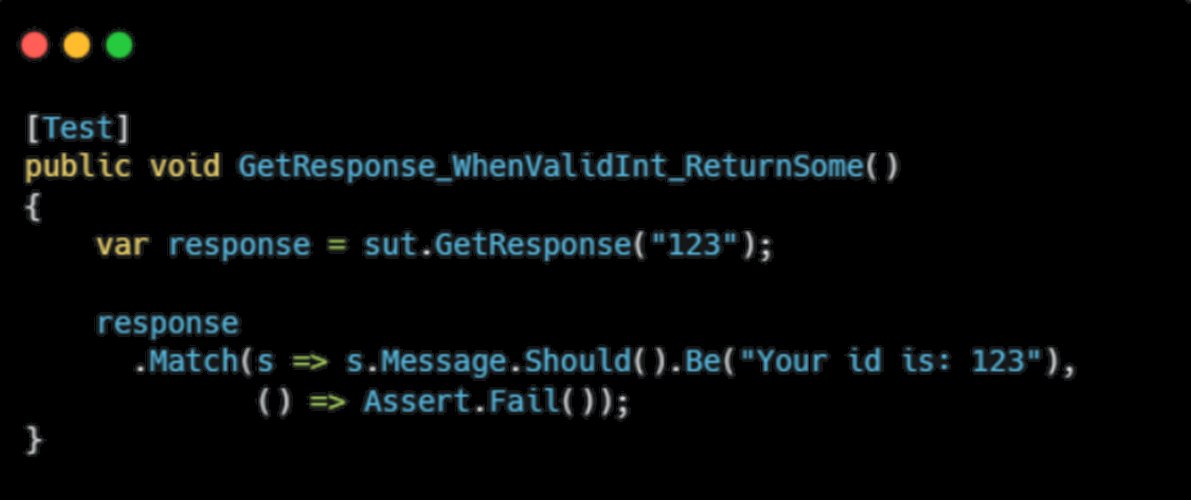 [Test]
public void GetResponse_WhenValidInt_ReturnSome()
{
    var response = sut.GetResponse("123");

    response
      .Match(s => s.Message.Should().Be("Your id is: 123"),
             () => Assert.Fail());
}